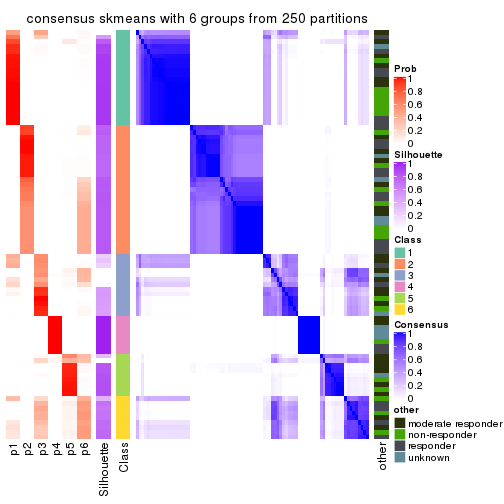 consensus skmeans with 6 groups from 250 partitions
Prob
1
0.8
0.6
0.4
0.2
0
Silhouette
1
0.8
0.6
0.4
0.2
0
Class
1
2
3
4
5
6
Consensus
1
0.8
0.6
0.4
0.2
0
other
moderate responder
non-responder
responder
unknown
p1
p2
p3
p4
p5
p6
Silhouette
Class
other